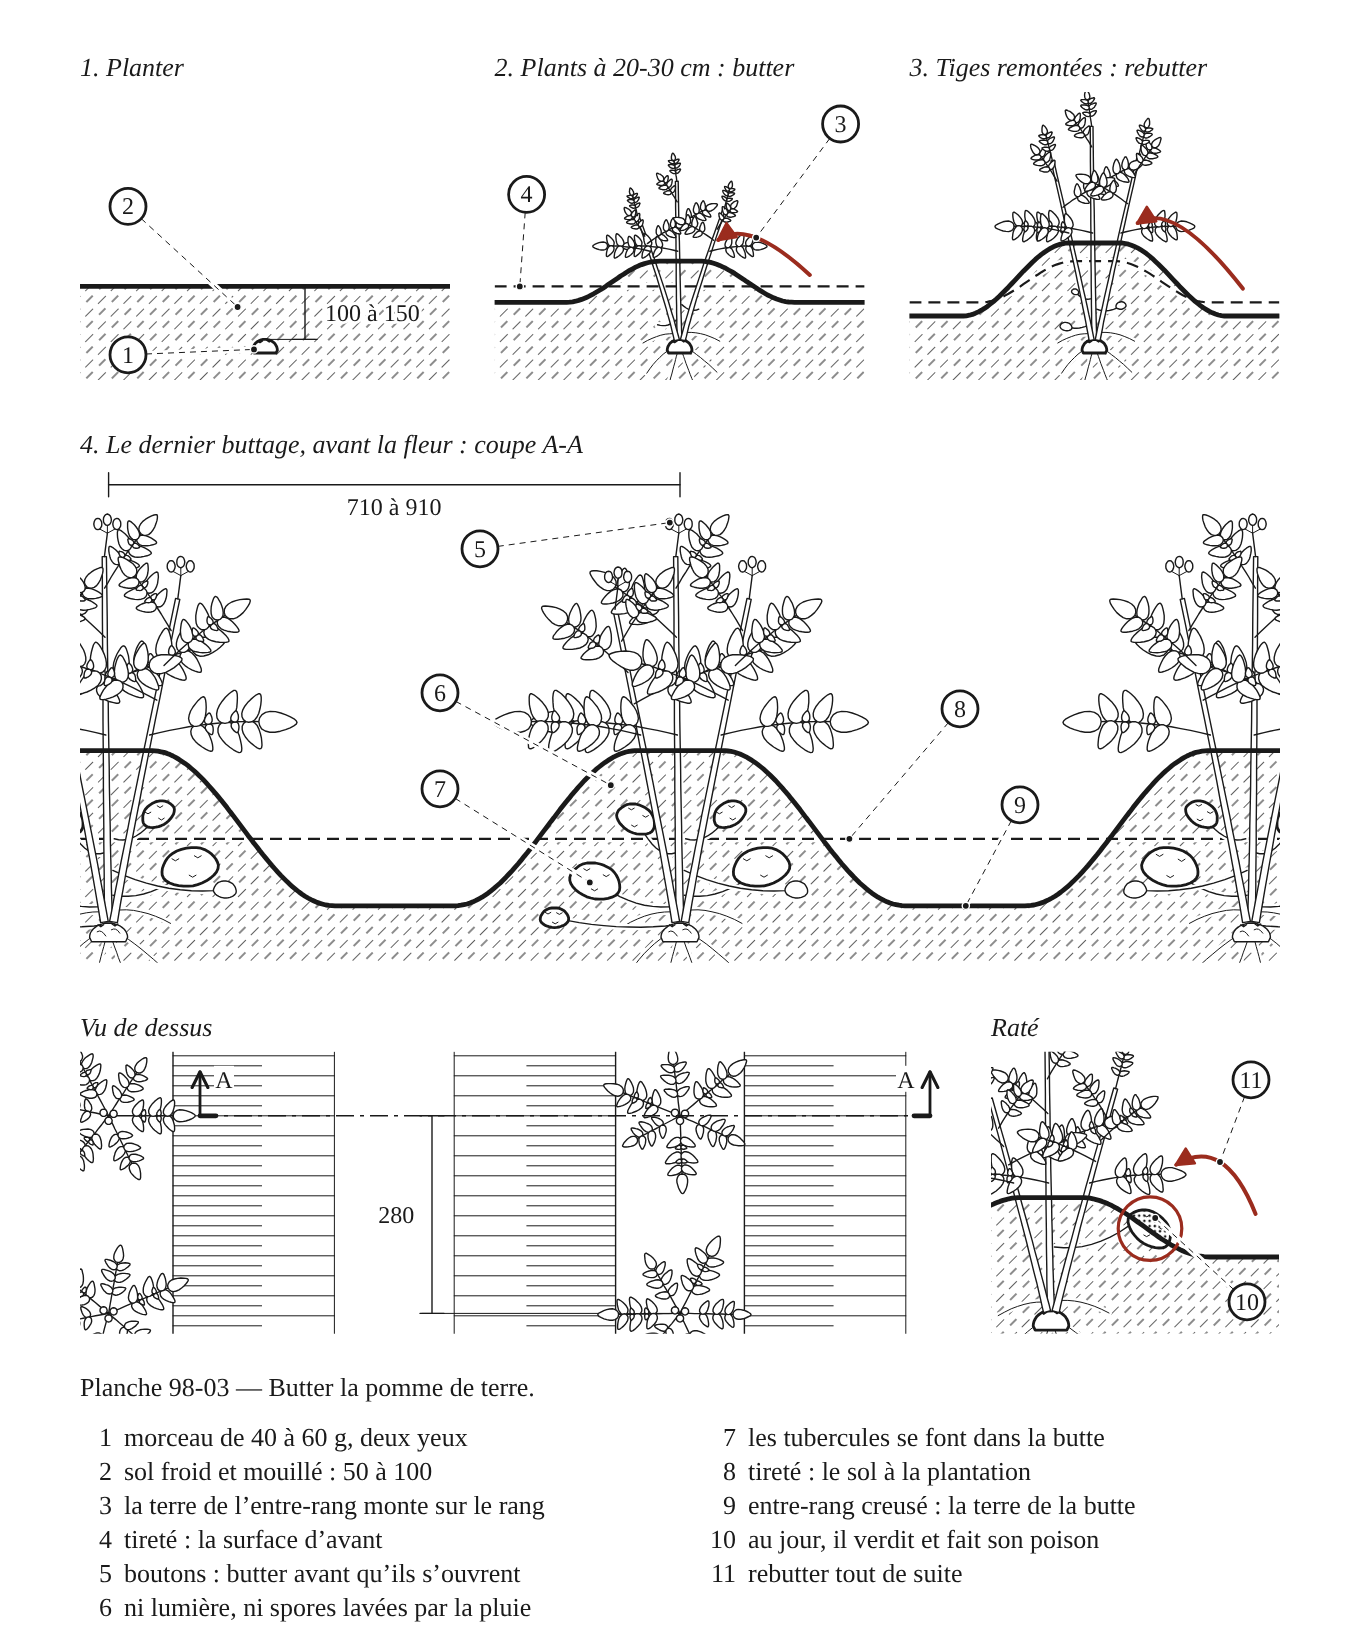 1. Planter
2. Plants à 20-30 cm : butter
3. Tiges remontées : rebutter
3
4
2
100 à 150
1
4. Le dernier buttage, avant la fleur : coupe A-A
710 à 910
5
6
8
7
9
Vu de dessus
Raté
A
A
11
280
10
Planche 98-03 — Butter la pomme de terre.
1 morceau de 40 à 60 g, deux yeux
2 sol froid et mouillé : 50 à 100
3 la terre de l’entre-rang monte sur le rang
4 tireté : la surface d’avant
5 boutons : butter avant qu’ils s’ouvrent
6 ni lumière, ni spores lavées par la pluie
7 les tubercules se font dans la butte
8 tireté : le sol à la plantation
9 entre-rang creusé : la terre de la butte
10 au jour, il verdit et fait son poison
11 rebutter tout de suite